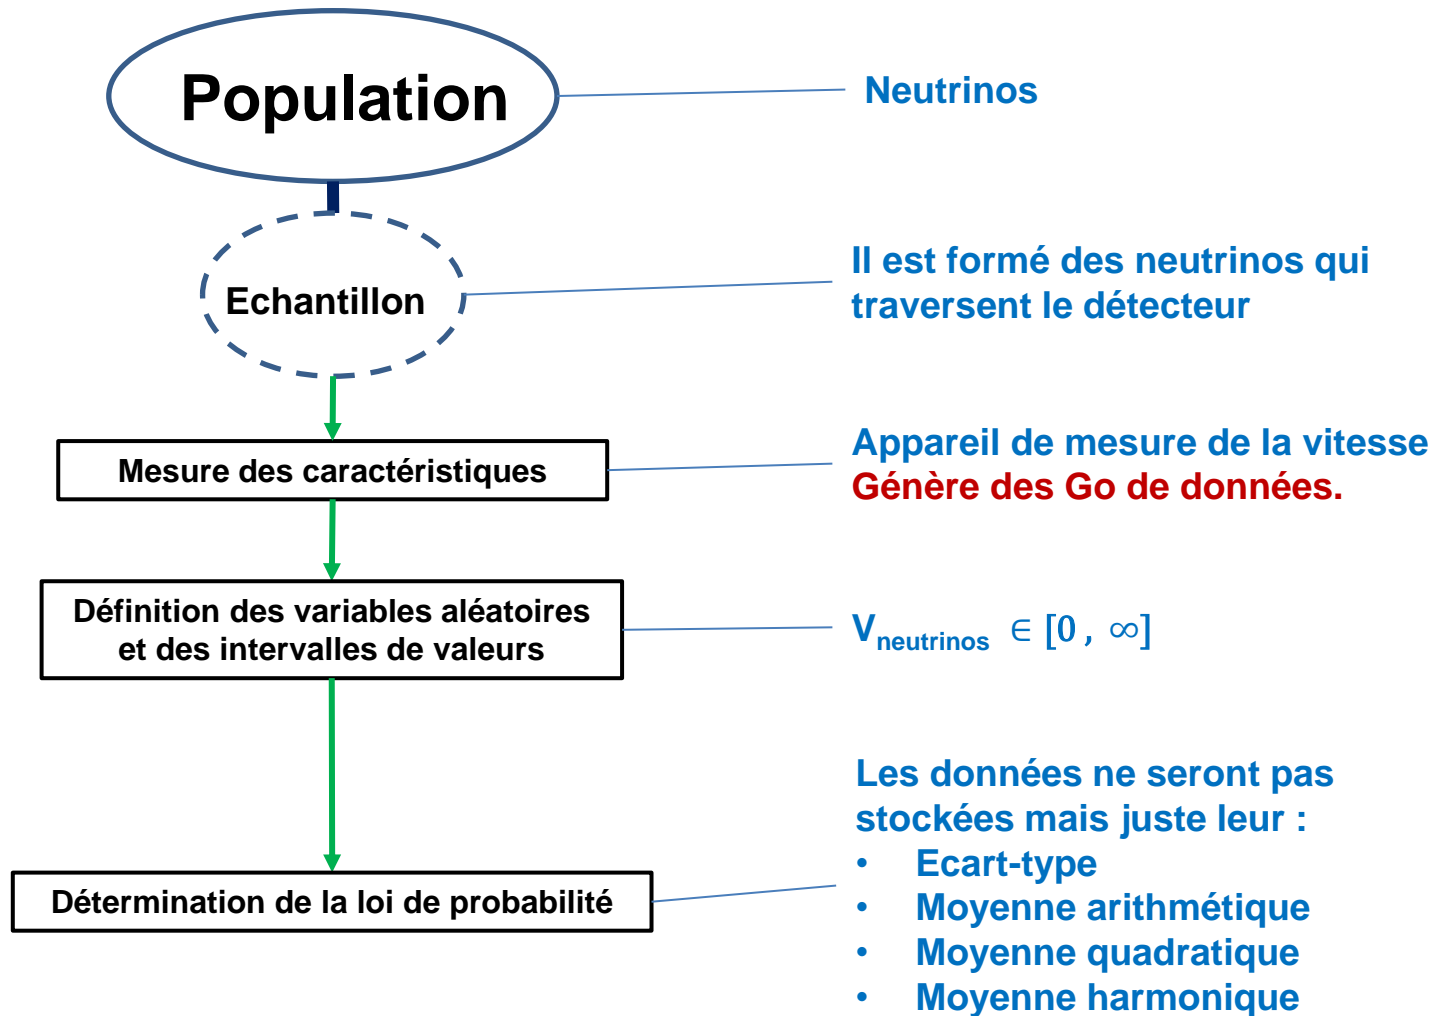 Population
Neutrinos
Echantillon
Il est formé des neutrinos qui
traversent le détecteur
Mesure des caractéristiques
Appareil de mesure de la vitesse
Génère des Go de données.
Définition des variables aléatoires
et des intervalles de valeurs
Vneutrinos ∈ [0 , ∞]
Détermination de la loi de probabilité
Les données ne seront pas
stockées mais juste leur :
• Ecart-type
• Moyenne arithmétique
• Moyenne quadratique
• Moyenne harmonique